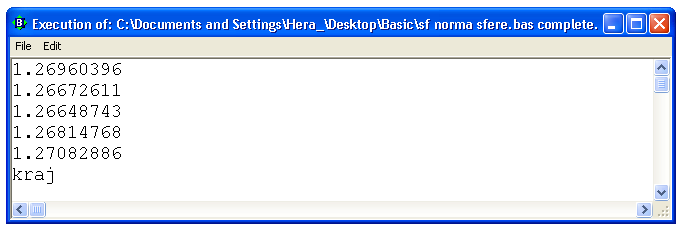 Execution of: C:\Documents and Settings\Hera_\Desktop\Basic\sf norma sfere.bas complete.
File Edit
1.26960396
1.26672611
1.26648743
1.26814768
1.27082886
kraj